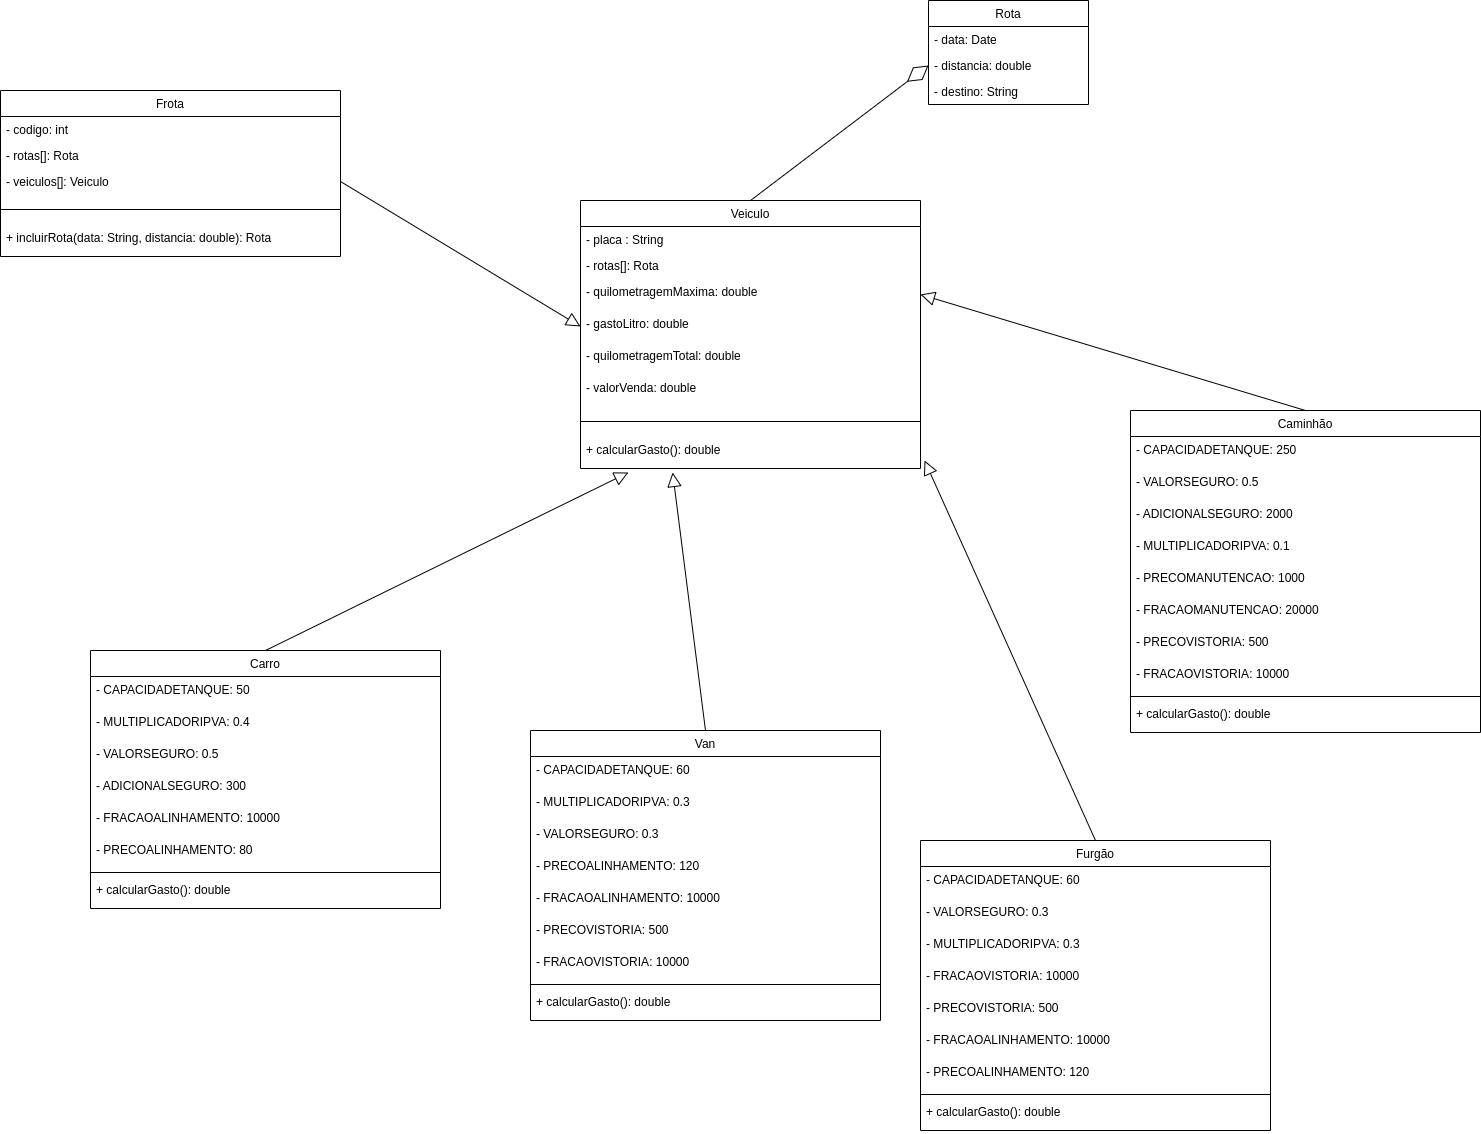 Rota
- data: Date
- distancia: double
- destino: String
Frota
- codigo: int
- rotas[]: Rota
- veiculos[]: Veiculo
+ incluirRota(data: String, distancia: double): Rota
Veiculo
- placa : String
- rotas[]: Rota
- quilometragemMaxima: double
- gastoLitro: double
- quilometragemTotal: double
- valorVenda: double
+ calcularGasto(): double
Caminhão
- CAPACIDADETANQUE: 250
- VALORSEGURO: 0.5
- ADICIONALSEGURO: 2000
- MULTIPLICADORIPVA: 0.1
- PRECOMANUTENCAO: 1000
- FRACAOMANUTENCAO: 20000
- PRECOVISTORIA: 500
- FRACAOVISTORIA: 10000
+ calcularGasto(): double
Carro
- CAPACIDADETANQUE: 50
- MULTIPLICADORIPVA: 0.4
- VALORSEGURO: 0.5
- ADICIONALSEGURO: 300
- FRACAOALINHAMENTO: 10000
- PRECOALINHAMENTO: 80
+ calcularGasto(): double
Van
- CAPACIDADETANQUE: 60
- MULTIPLICADORIPVA: 0.3
- VALORSEGURO: 0.3
- PRECOALINHAMENTO: 120
- FRACAOALINHAMENTO: 10000
- PRECOVISTORIA: 500
- FRACAOVISTORIA: 10000
+ calcularGasto(): double
Furgão
- CAPACIDADETANQUE: 60
- VALORSEGURO: 0.3
- MULTIPLICADORIPVA: 0.3
- FRACAOVISTORIA: 10000
- PRECOVISTORIA: 500
- FRACAOALINHAMENTO: 10000
- PRECOALINHAMENTO: 120
+ calcularGasto(): double